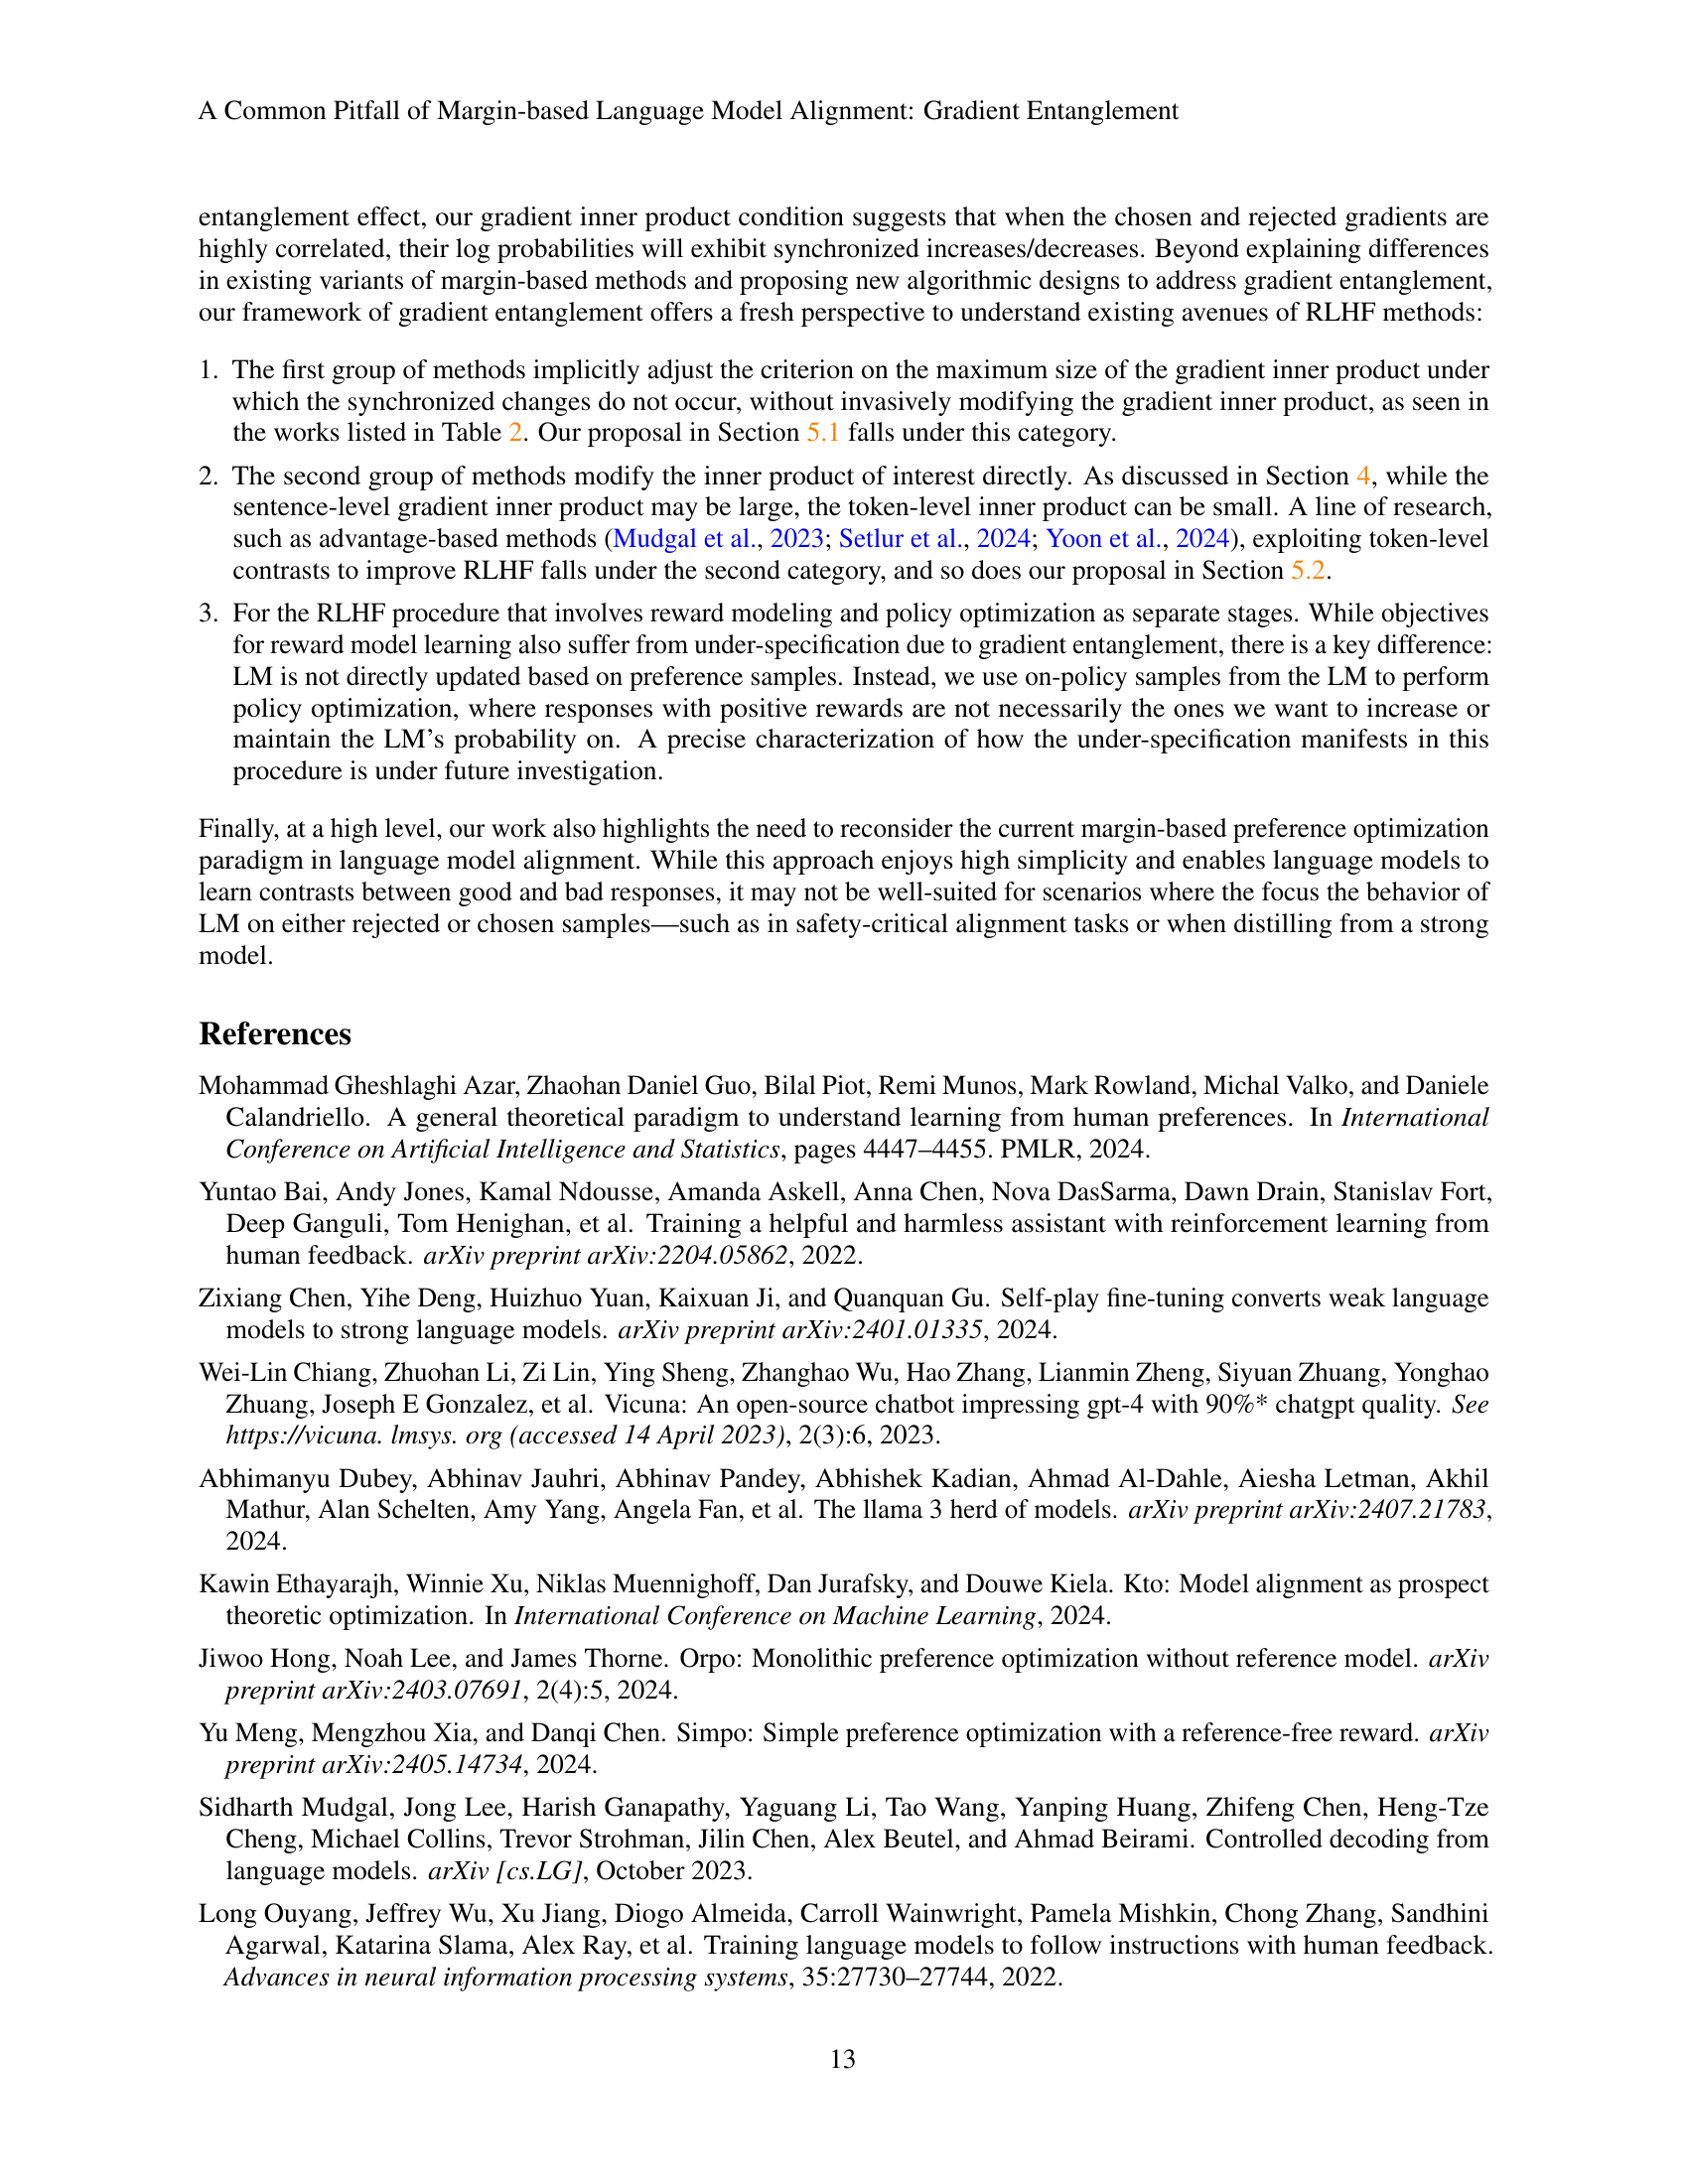 A Common Pitfall of Margin-based Language Model Alignment: Gradient Entanglement
entanglement effect, our gradient inner product condition suggests that when the chosen and rejected gradients are
highly correlated, their log probabilities will exhibit synchronized increases/decreases. Beyond explaining differences
in existing variants of margin-based methods and proposing new algorithmic designs to address gradient entanglement,
our framework of gradient entanglement offers a fresh perspective to understand existing avenues of RLHF methods:
1. The first group of methods implicitly adjust the criterion on the maximum size of the gradient inner product under
which the synchronized changes do not occur, without invasively modifying the gradient inner product, as seen in
the works listed in Table 2. Our proposal in Section 5.1 falls under this category.
2. The second group of methods modify the inner product of interest directly. As discussed in Section 4, while the
sentence-level gradient inner product may be large, the token-level inner product can be small. A line of research,
such as advantage-based methods (Mudgal et al., 2023; Setlur et al., 2024; Yoon et al., 2024), exploiting token-level
contrasts to improve RLHF falls under the second category, and so does our proposal in Section 5.2.
3. For the RLHF procedure that involves reward modeling and policy optimization as separate stages. While objectives
for reward model learning also suffer from under-specification due to gradient entanglement, there is a key difference:
LM is not directly updated based on preference samples. Instead, we use on-policy samples from the LM to perform
policy optimization, where responses with positive rewards are not necessarily the ones we want to increase or
maintain the LM's probability on. A precise characterization of how the under-specification manifests in this
procedure is under future investigation.
Finally, at a high level, our work also highlights the need to reconsider the current margin-based preference optimization
paradigm in language model alignment. While this approach enjoys high simplicity and enables language models to
learn contrasts between good and bad responses, it may not be well-suited for scenarios where the focus the behavior of
LM on either rejected or chosen samples—such as in safety-critical alignment tasks or when distilling from a strong
model.
References
Mohammad Gheshlaghi Azar, Zhaohan Daniel Guo, Bilal Piot, Remi Munos, Mark Rowland, Michal Valko, and Daniele
Calandriello. A general theoretical paradigm to understand learning from human preferences. In International
Conference on Artificial Intelligence and Statistics, pages 4447–4455. PMLR, 2024.
Yuntao Bai, Andy Jones, Kamal Ndousse, Amanda Askell, Anna Chen, Nova DasSarma, Dawn Drain, Stanislav Fort,
Deep Ganguli, Tom Henighan, et al. Training a helpful and harmless assistant with reinforcement learning from
human feedback. arXiv preprint arXiv:2204.05862, 2022.
Zixiang Chen, Yihe Deng, Huizhuo Yuan, Kaixuan Ji, and Quanquan Gu. Self-play fine-tuning converts weak language
models to strong language models. arXiv preprint arXiv:2401.01335, 2024.
Wei-Lin Chiang, Zhuohan Li, Zi Lin, Ying Sheng, Zhanghao Wu, Hao Zhang, Lianmin Zheng, Siyuan Zhuang, Yonghao
Zhuang, Joseph E Gonzalez, et al. Vicuna: An open-source chatbot impressing gpt-4 with 90%* chatgpt quality. See
https://vicuna. lmsys. org (accessed 14 April 2023), 2(3):6, 2023.
Abhimanyu Dubey, Abhinav Jauhri, Abhinav Pandey, Abhishek Kadian, Ahmad Al-Dahle, Aiesha Letman, Akhil
Mathur, Alan Schelten, Amy Yang, Angela Fan, et al. The llama 3 herd of models. arXiv preprint arXiv:2407.21783,
2024.
Kawin Ethayarajh, Winnie Xu, Niklas Muennighoff, Dan Jurafsky, and Douwe Kiela. Kto: Model alignment as prospect
theoretic optimization. In International Conference on Machine Learning, 2024.
Jiwoo Hong, Noah Lee, and James Thorne. Orpo: Monolithic preference optimization without reference model. arXiv
preprint arXiv:2403.07691, 2(4):5, 2024.
Yu Meng, Mengzhou Xia, and Danqi Chen. Simpo: Simple preference optimization with a reference-free reward. arXiv
preprint arXiv:2405.14734, 2024.
Sidharth Mudgal, Jong Lee, Harish Ganapathy, Yaguang Li, Tao Wang, Yanping Huang, Zhifeng Chen, Heng-Tze
Cheng, Michael Collins, Trevor Strohman, Jilin Chen, Alex Beutel, and Ahmad Beirami. Controlled decoding from
language models. arXiv [cs.LG], October 2023.
Long Ouyang, Jeffrey Wu, Xu Jiang, Diogo Almeida, Carroll Wainwright, Pamela Mishkin, Chong Zhang, Sandhini
Agarwal, Katarina Slama, Alex Ray, et al. Training language models to follow instructions with human feedback.
Advances in neural information processing systems, 35:27730–27744, 2022.
13